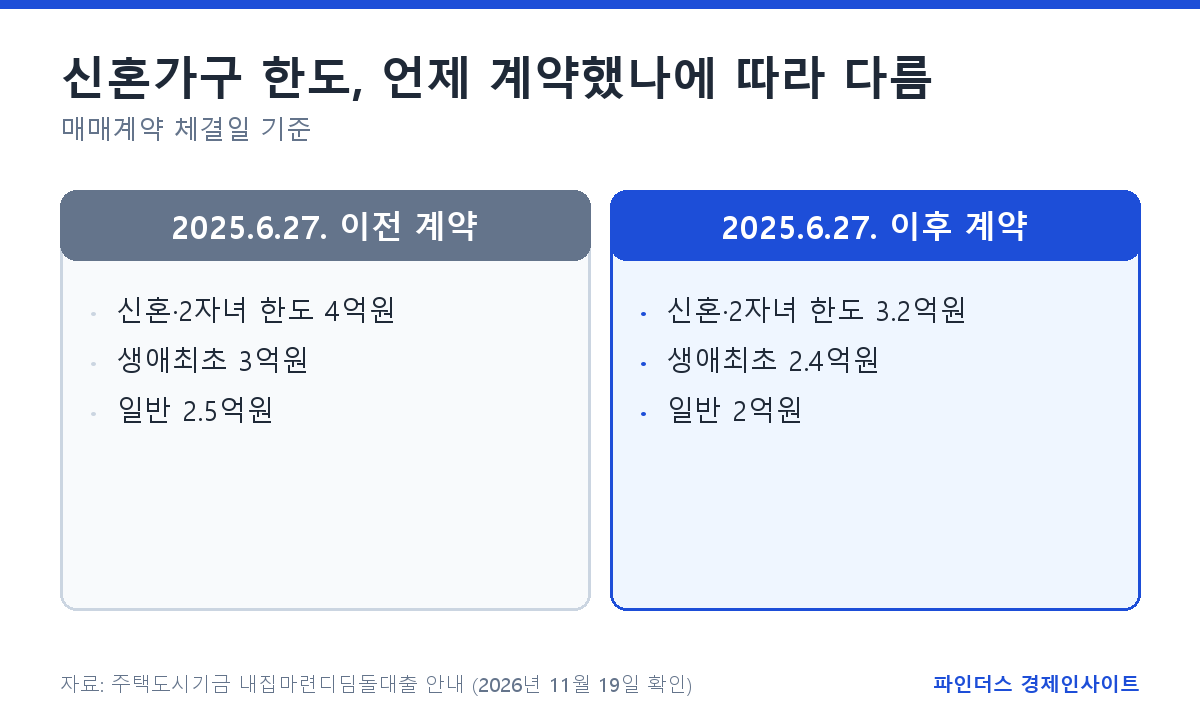 신혼가구 한도, 언제 계약했나에 따라 다름
매매계약 체결일 기준
2025.6.27. 이전 계약
· 신혼·2자녀 한도 4억원
· 생애최초 3억원
· 일반 2.5억원
2025.6.27. 이후 계약
· 신혼·2자녀 한도 3.2억원
· 생애최초 2.4억원
· 일반 2억원
자료: 주택도시기금 내집마련디딤돌대출 안내 (2026년 11월 19일 확인)
파인더스 경제인사이트